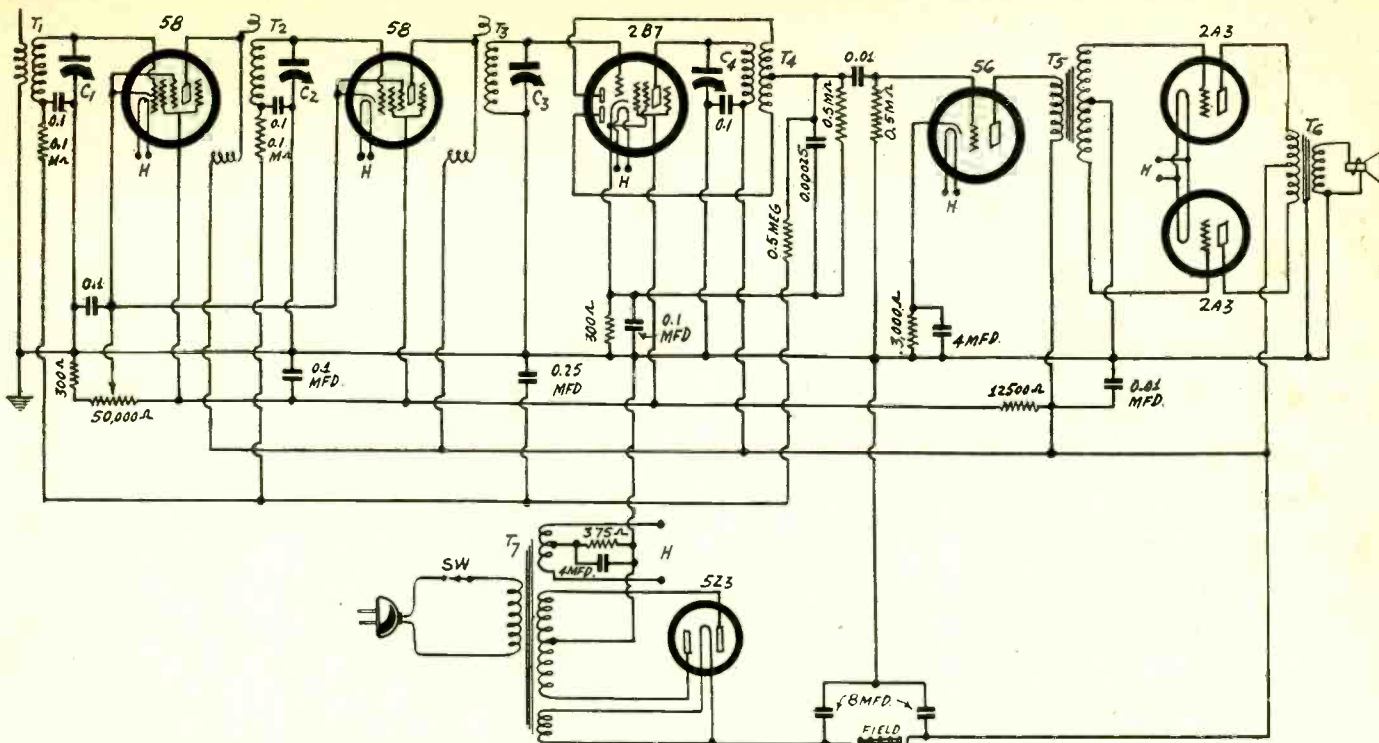 T1
58
T2
58
T3
2B7
T4
0.01
56
T5
2A3
T6
C1
C2
C3
C4
0.1
0.1
MΩ
0.1
0.1
MΩ
0.1
0.5MΩ
0.00025
0.5MΩ
H
H
H
H
H
0.5 MEG
0.1
300Ω
0.1
MFD
3,000Ω
4MFD.
2A3
300Ω
50,000Ω
0.1
MFD.
0.25
MFD.
12500Ω
0.01
MFD.
T7
375Ω
4MFD.
H
SW
5Z3
8MFD.
FIELD